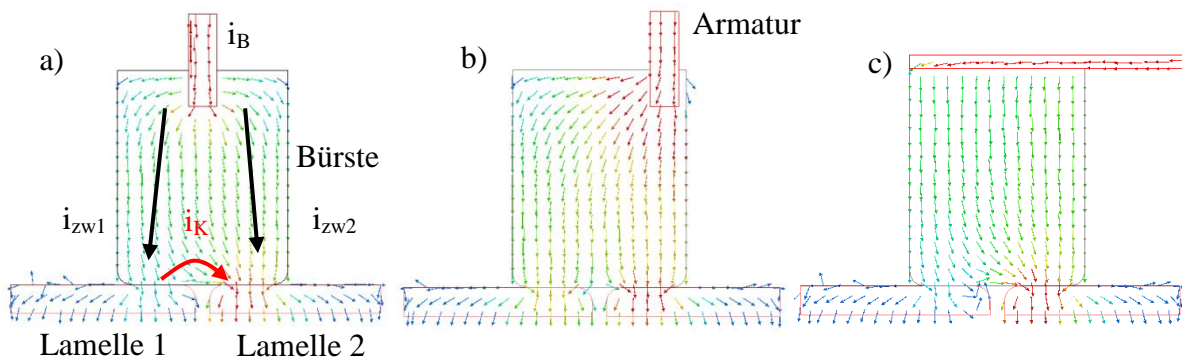 a)
i_B
Bürste
i_zw1
i_K
i_zw2
Lamelle 1
Lamelle 2
b)
Armatur
c)